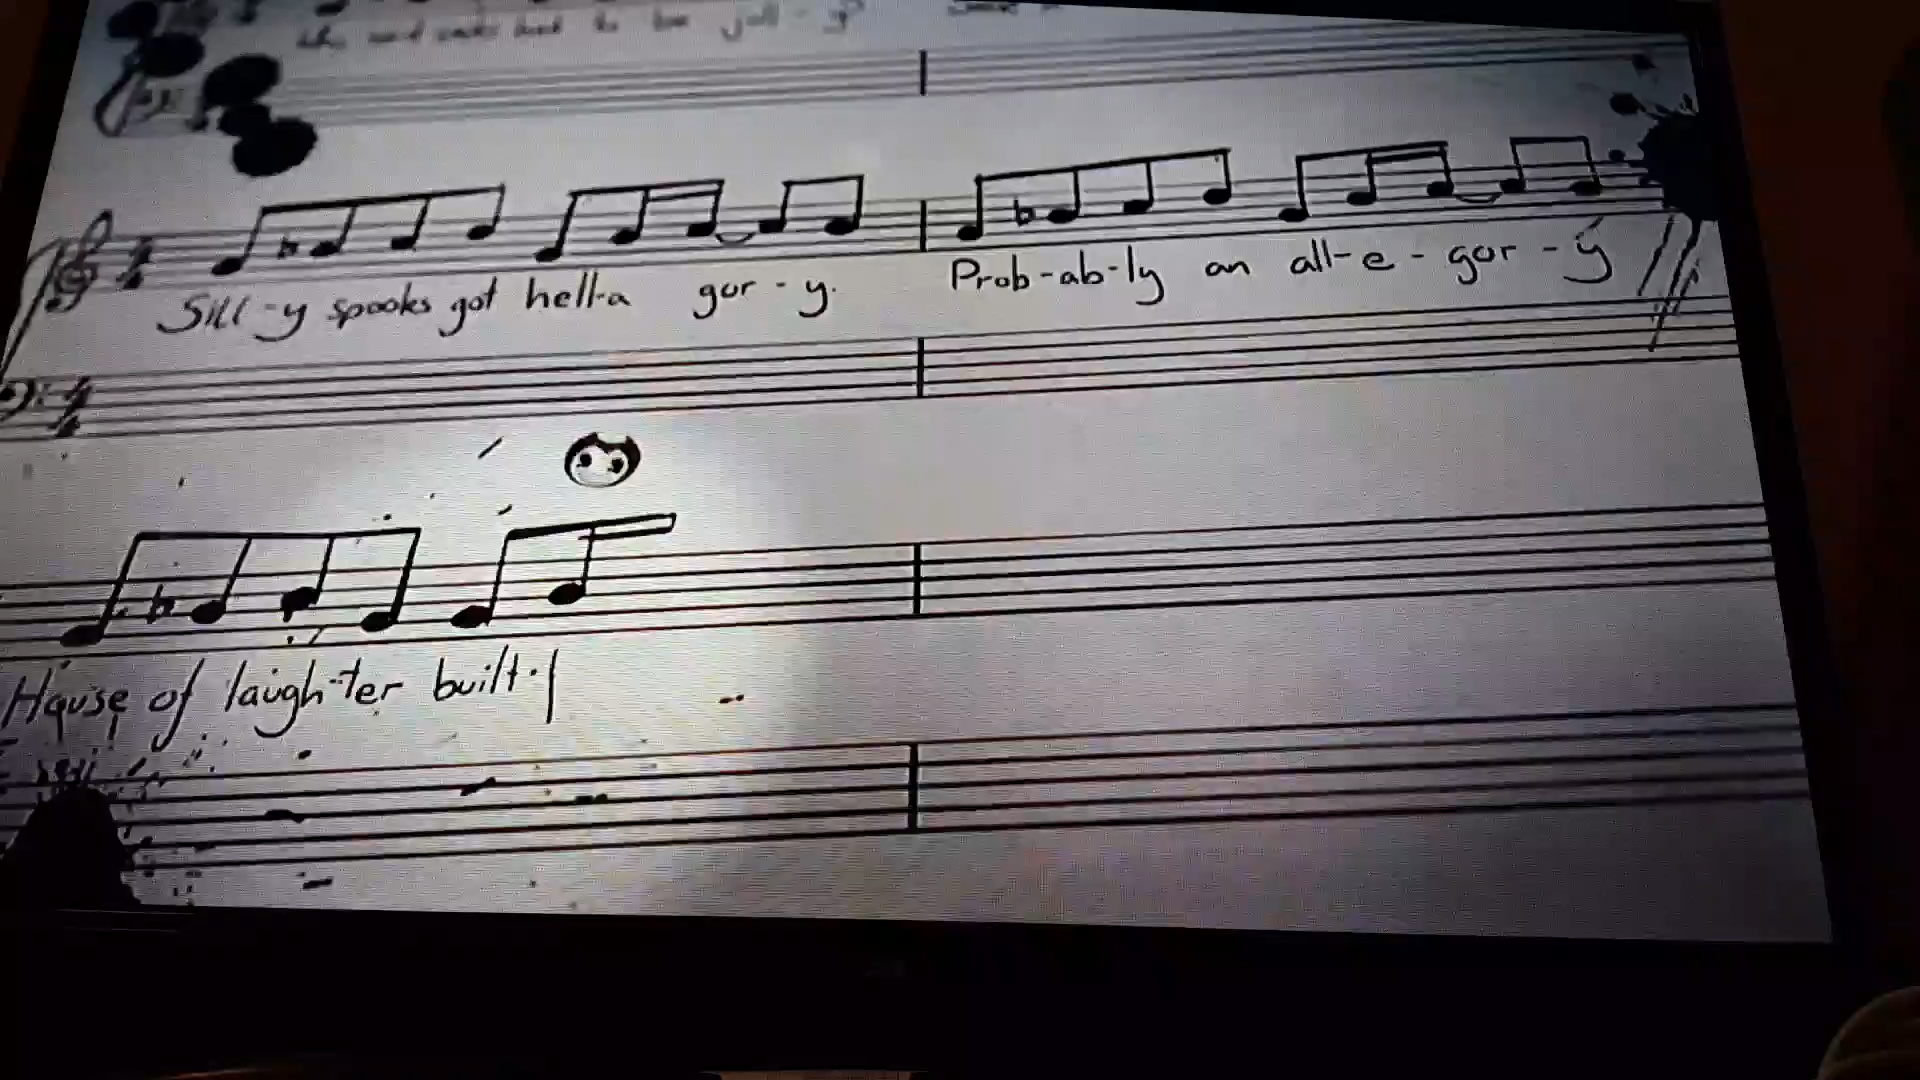 Sill-y spooks got hell-a gor-y. Prob-ab-ly an all-e-gor-y
House of laugh-ter built